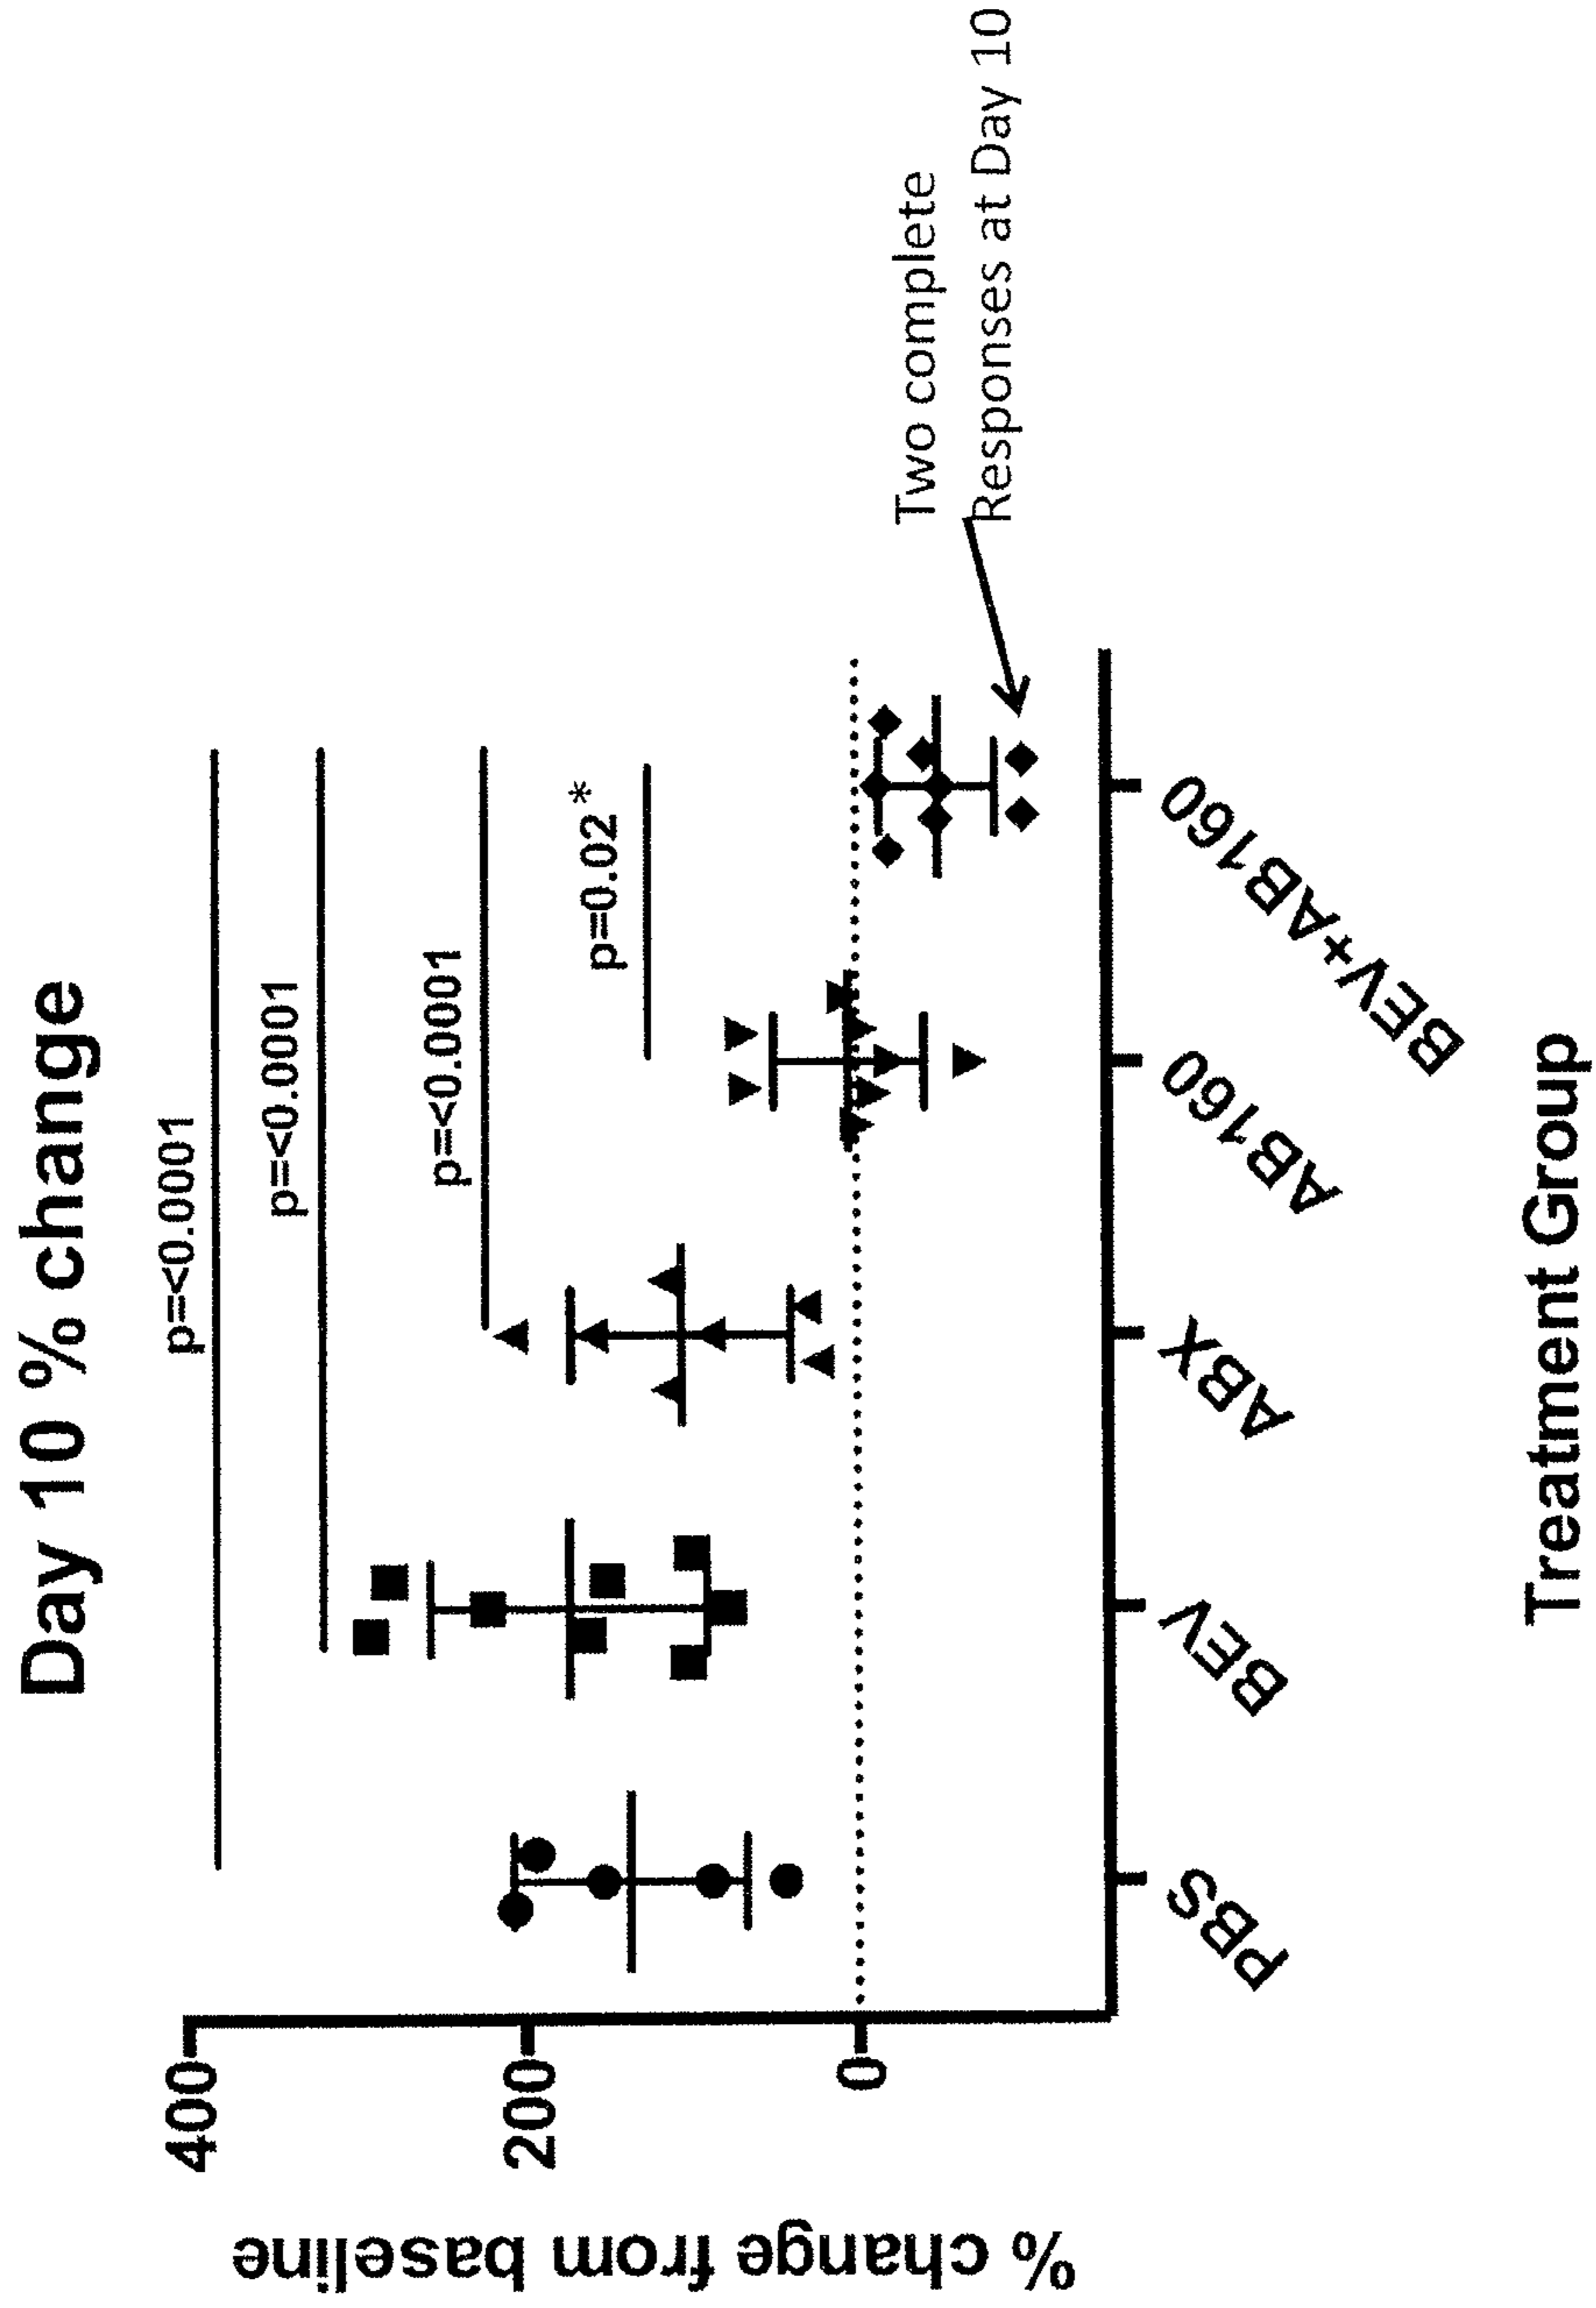 Day 10 % change
p=<0.0001
p=<0.0001
p=<0.0001
p=0.02*
% change from baseline
400
200
0
Two complete
Responses at Day 10
PBS
BEV
ABX
AB160
BEV+AB160
Treatment Group